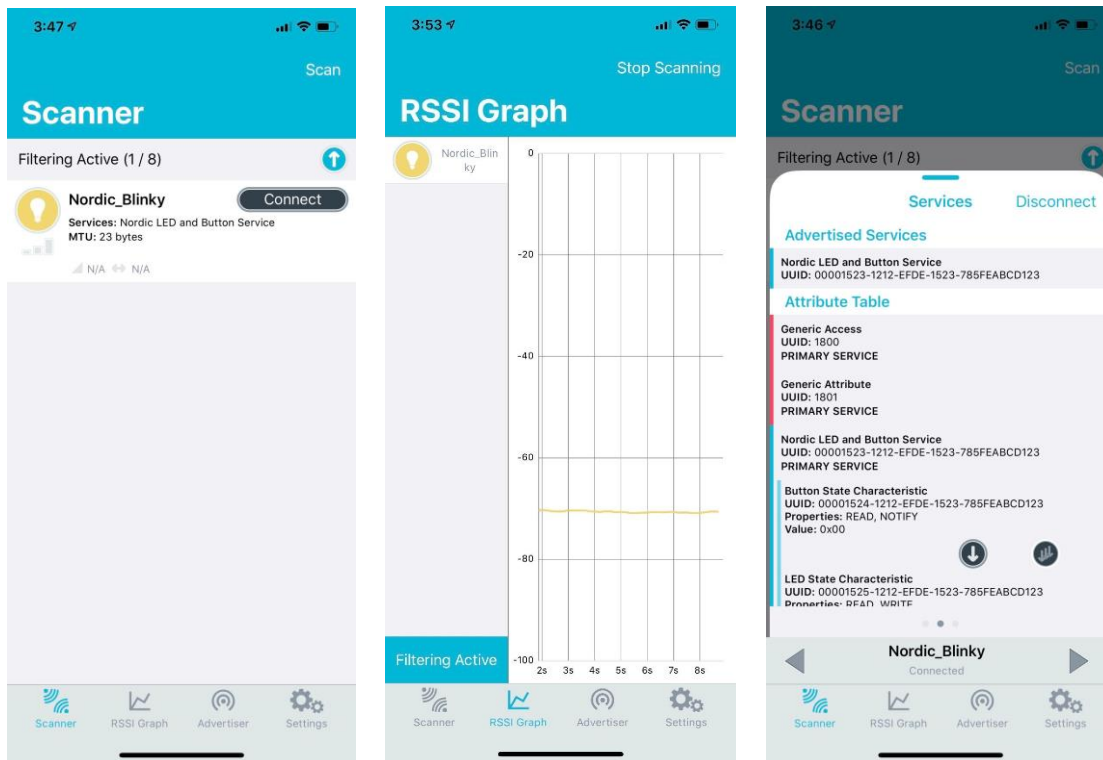 3:47
Scan
Scanner
Filtering Active (1 / 8)
Nordic_Blinky
Connect
Services: Nordic LED and Button Service
MTU: 23 bytes
N/A
N/A
Scanner
RSSI Graph
Advertiser
Settings
3:53
Stop Scanning
RSSI Graph
Nordic_Blin
ky
0
-20
-40
-60
-80
-100
2s 3s 4s 5s 6s 7s 8s
Filtering Active
Scanner
RSSI Graph
Advertiser
Settings
3:46
Scan
Scanner
Filtering Active (1 / 8)
Services
Disconnect
Advertised Services
Nordic LED and Button Service
UUID: 00001523-1212-EFDE-1523-785FEABCD123
Attribute Table
Generic Access
UUID: 1800
PRIMARY SERVICE
Generic Attribute
UUID: 1801
PRIMARY SERVICE
Nordic LED and Button Service
UUID: 00001523-1212-EFDE-1523-785FEABCD123
PRIMARY SERVICE
Button State Characteristic
UUID: 00001524-1212-EFDE-1523-785FEABCD123
Properties: READ, NOTIFY
Value: 0x00
LED State Characteristic
UUID: 00001525-1212-EFDE-1523-785FEABCD123
Properties: READ, WRITE
Nordic_Blinky
Connected
Scanner
RSSI Graph
Advertiser
Settings